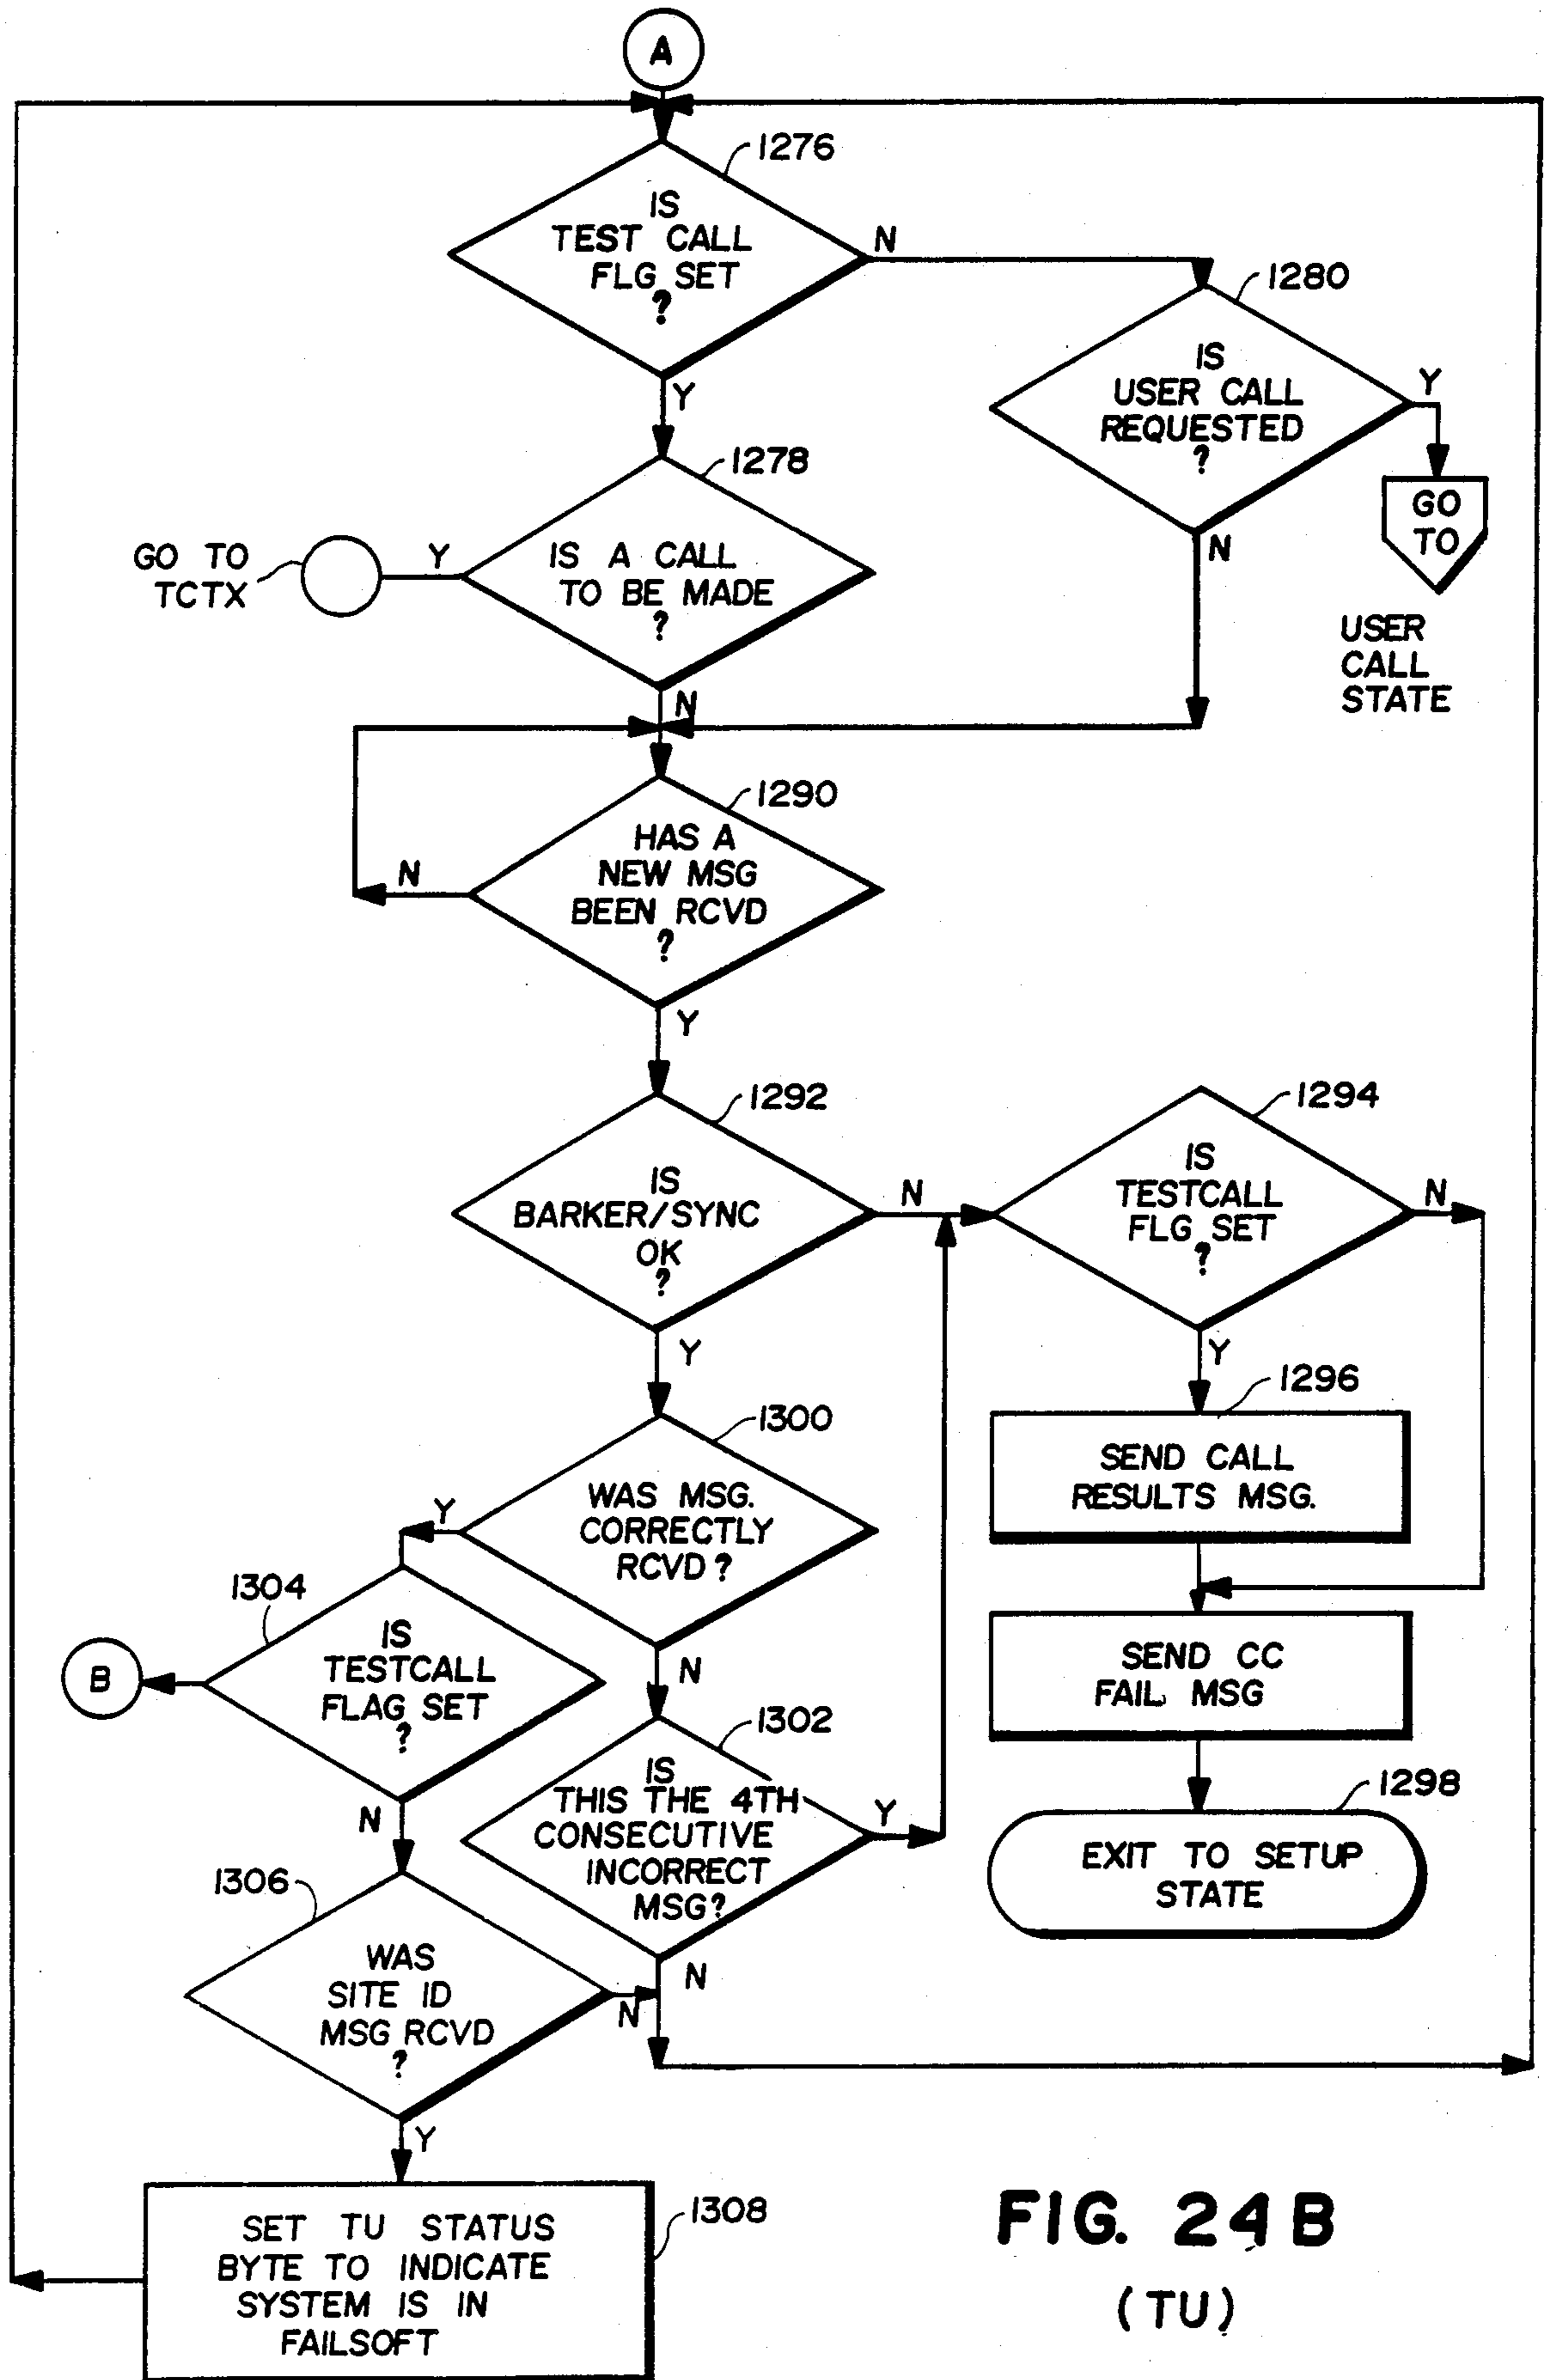 A
1276
IS
TEST CALL
FLG SET
?
N
1280
IS
USER CALL
REQUESTED
?
Y
GO
TO
USER
CALL
STATE
N
Y
1278
IS A CALL
TO BE MADE
?
Y
GO TO
TCTX
N
1290
HAS A
NEW MSG
BEEN RCVD
?
N
Y
1292
IS
BARKER/SYNC
OK
?
N
1294
IS
TESTCALL
FLG SET
?
N
Y
1296
SEND CALL
RESULTS MSG.
SEND CC
FAIL MSG
1298
EXIT TO SETUP
STATE
Y
1300
WAS MSG.
CORRECTLY
RCVD ?
Y
N
1304
IS
TESTCALL
FLAG SET
?
B
N
1302
IS
THIS THE 4TH
CONSECUTIVE
INCORRECT
MSG?
Y
N
1306
WAS
SITE ID
MSG RCVD
?
N
Y
1308
SET TU STATUS
BYTE TO INDICATE
SYSTEM IS IN
FAILSOFT
FIG. 24B
(TU)